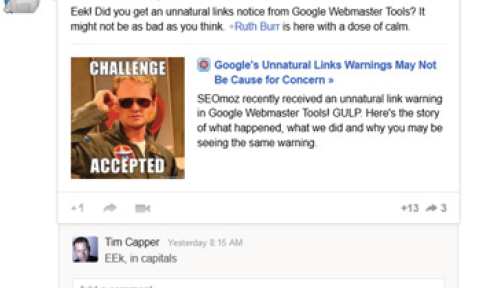 Eek! Did you get an unnatural links notice from Google Webmaster Tools? It
might not be as bad as you think. +Ruth Burr is here with a dose of calm.
CHALLENGE
ACCEPTED
Google's Unnatural Links Warnings May Not
Be Cause for Concern »
SEOmoz recently received an unnatural link warning
in Google Webmaster Tools! GULP. Here's the story
of what happened, what we did and why you may be
seeing the same warning.
+1
+13 3
Tim Capper Yesterday 8:15 AM
EEk, in capitals
Add a comment